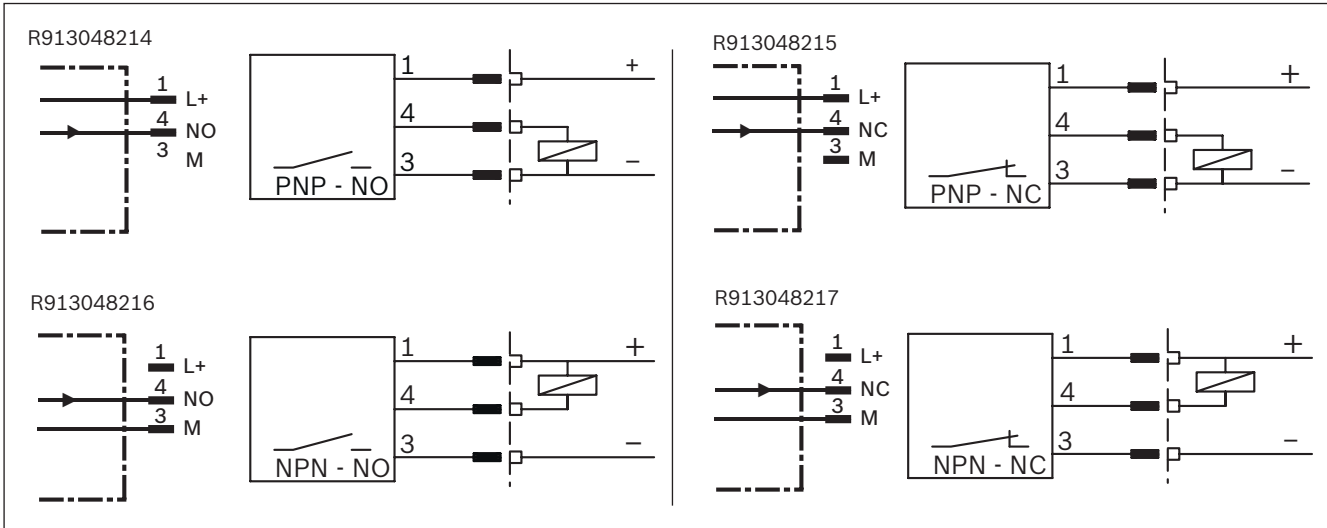 R913048214
1 L+
4 NO
3 M
1 +
4
3 −
PNP - NO
R913048215
1 L+
4 NC
3 M
1 +
4
3 −
PNP - NC
R913048216
1 L+
4 NO
3 M
1 +
4
3 −
NPN - NO
R913048217
1 L+
4 NC
3 M
1 +
4
3 −
NPN - NC